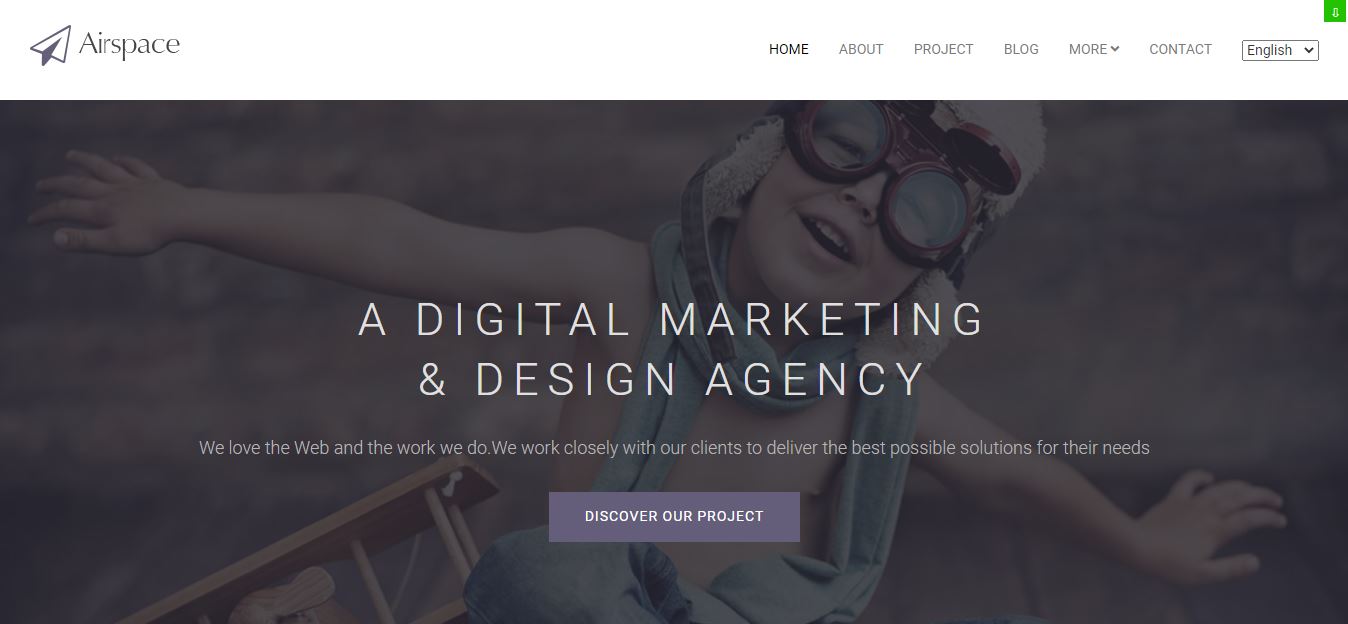 Airspace
HOME ABOUT PROJECT BLOG MORE CONTACT English
A DIGITAL MARKETING
& DESIGN AGENCY
We love the Web and the work we do.We work closely with our clients to deliver the best possible solutions for their needs
DISCOVER OUR PROJECT